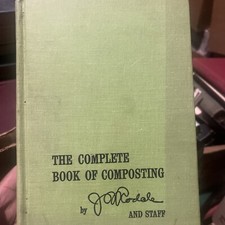 THE COMPLETE
BOOK OF COMPOSTING
by J. I. Rodale
AND STAFF